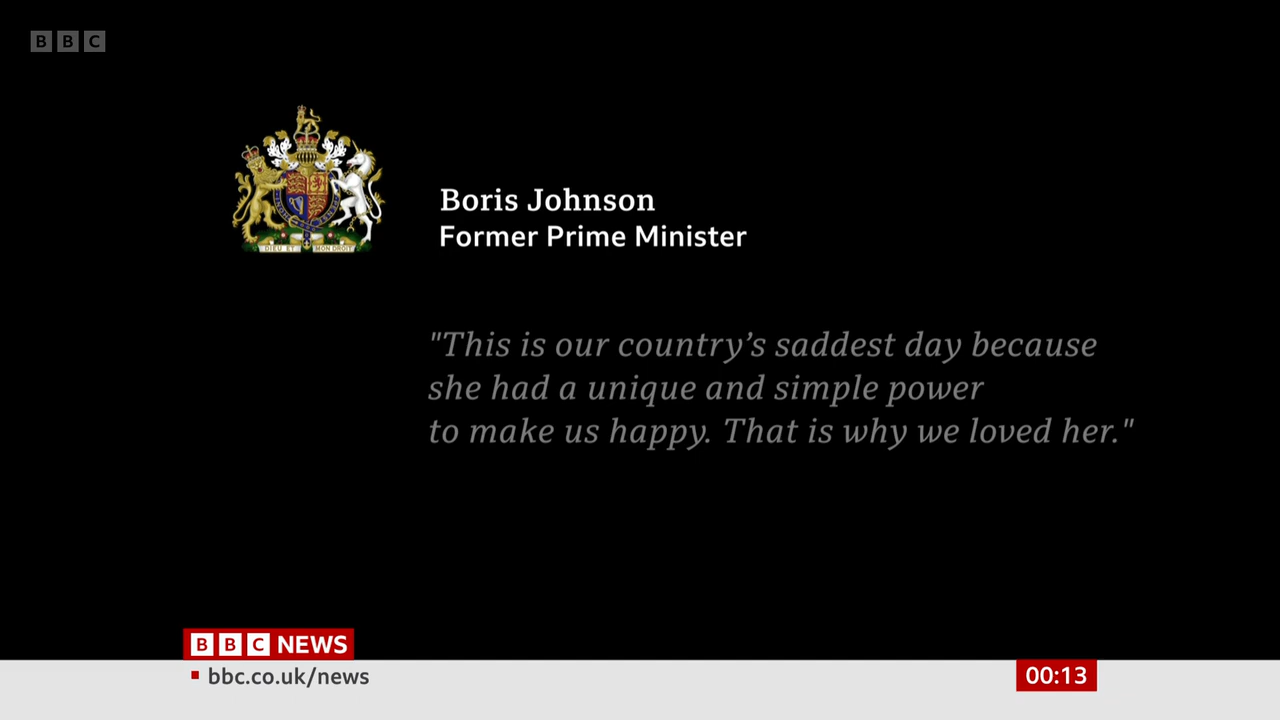 BBC
Boris Johnson
Former Prime Minister
"This is our country’s saddest day because
she had a unique and simple power
to make us happy. That is why we loved her."
DIEU ET MON DROIT
BBC NEWS
bbc.co.uk/news
00:13